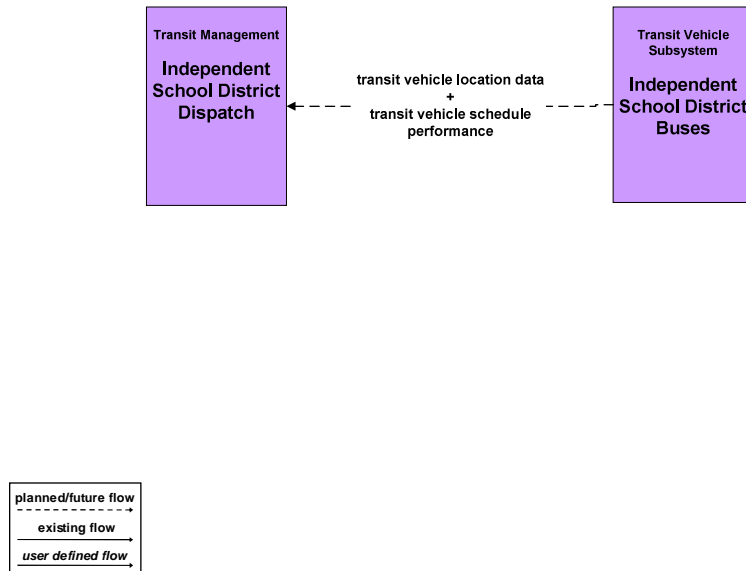 Transit Management
Independent
School District
Dispatch
transit vehicle location data
+
transit vehicle schedule
performance
Transit Vehicle
Subsystem
Independent
School District
Buses
planned/future flow
existing flow
user defined flow